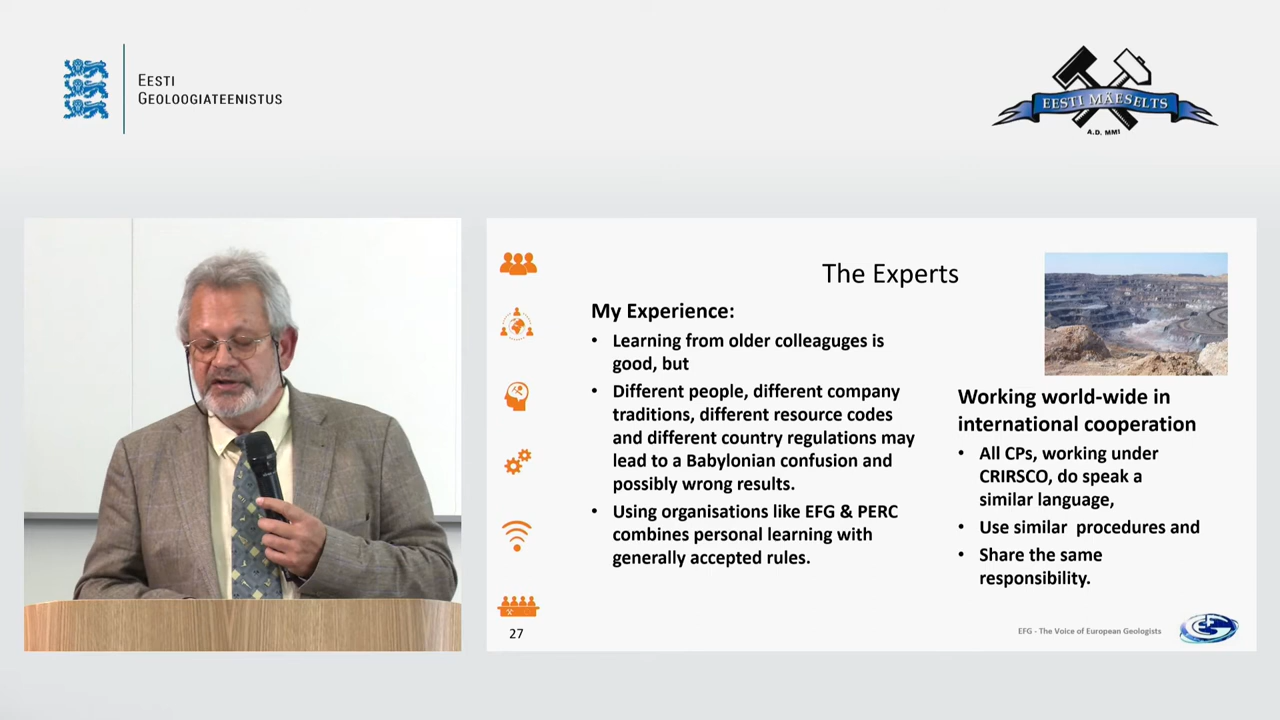 EESTI
GEOLOOGIATEENISTUS
EESTI MÄESELTS
A.D. MMI
The Experts
My Experience:
• Learning from older colleaguges is
good, but
• Different people, different company
traditions, different resource codes
and different country regulations may
lead to a Babylonian confusion and
possibly wrong results.
• Using organisations like EFG & PERC
combines personal learning with
generally accepted rules.
Working world-wide in
international cooperation
• All CPs, working under
CRIRSCO, do speak a
similar language,
• Use similar procedures and
• Share the same
responsibility.
27
EFG - The Voice of European Geologists
EFG